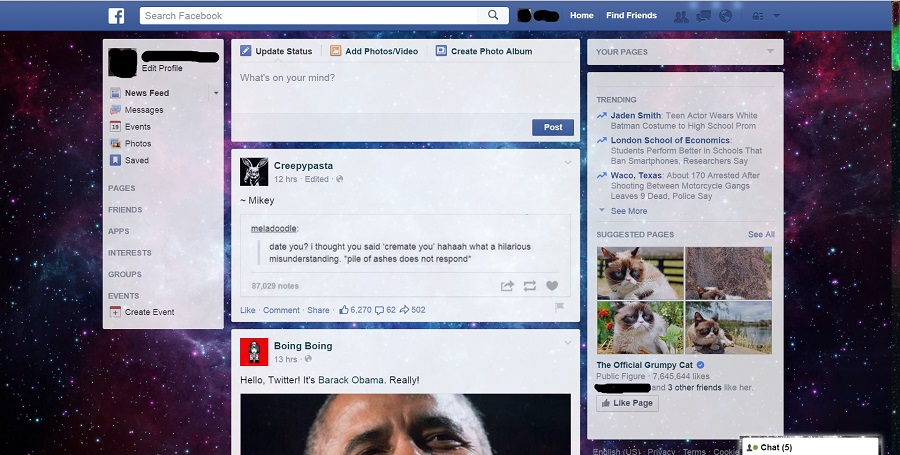 f
Search Facebook
Home
Find Friends
Edit Profile
News Feed
Messages
19 Events
Photos
Saved
PAGES
FRIENDS
APPS
INTERESTS
GROUPS
EVENTS
Create Event
Update Status
Add Photos/Video
Create Photo Album
What's on your mind?
Post
Creepypasta
12 hrs · Edited ·
~ Mikey
meladoodle:
date you? i thought you said ‘cremate you’ hahaah what a hilarious
misunderstanding. *pile of ashes does not respond*
87,029 notes
Like · Comment · Share · 6,270 62 502
Boing Boing
13 hrs ·
Hello, Twitter! It's Barack Obama. Really!
YOUR PAGES
TRENDING
Jaden Smith: Teen Actor Wears White
Batman Costume to High School Prom
London School of Economics:
Students Perform Better in Schools That
Ban Smartphones, Researchers Say
Waco, Texas: About 170 Arrested After
Shooting Between Motorcycle Gangs
Leaves 9 Dead, Police Say
See More
SUGGESTED PAGES
See All
The Official Grumpy Cat
Public Figure · 7,645,644 likes
and 3 other friends like her.
Like Page
English (US) · Privacy · Terms · Cookie
Chat (5)